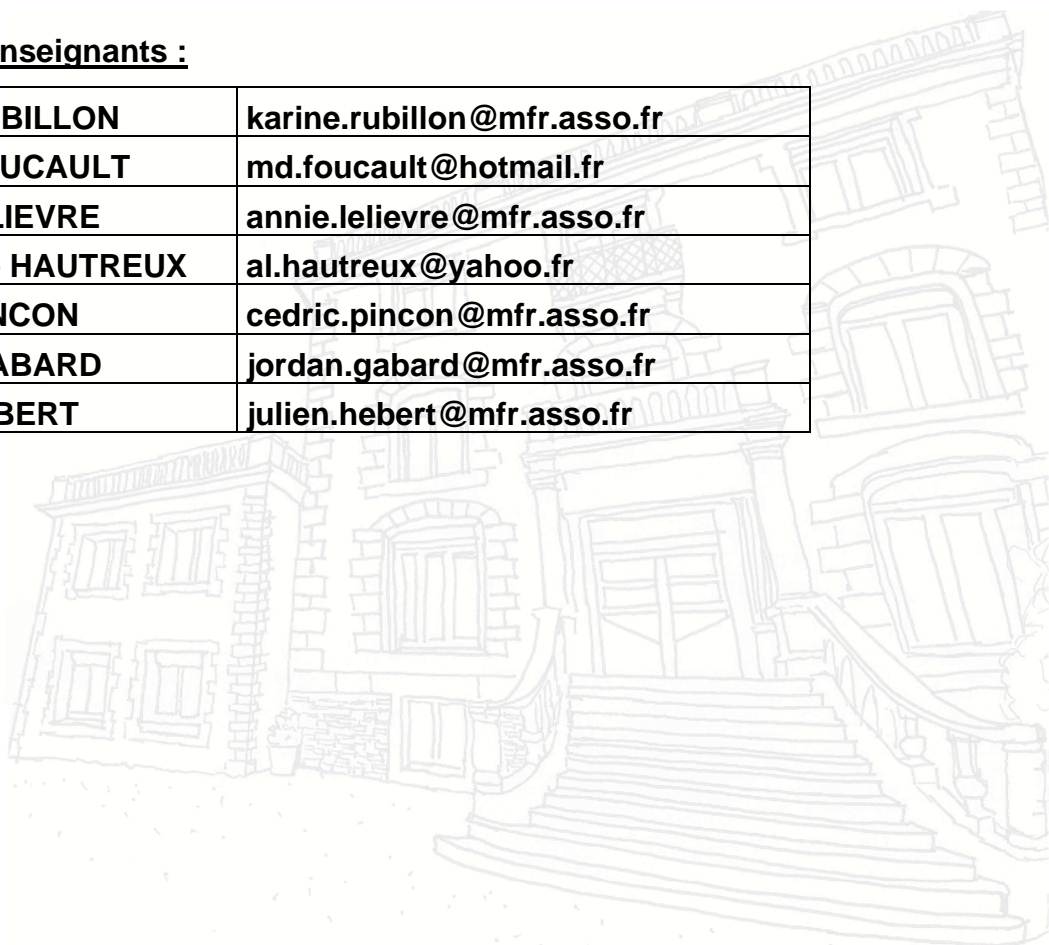 nseignants :
BILLON karine.rubillon@mfr.asso.fr
UCAULT md.foucault@hotmail.fr
LIEVRE annie.lelievre@mfr.asso.fr
HAUTREUX al.hautreux@yahoo.fr
NCON cedric.pincon@mfr.asso.fr
ABARD jordan.gabard@mfr.asso.fr
BERT julien.hebert@mfr.asso.fr